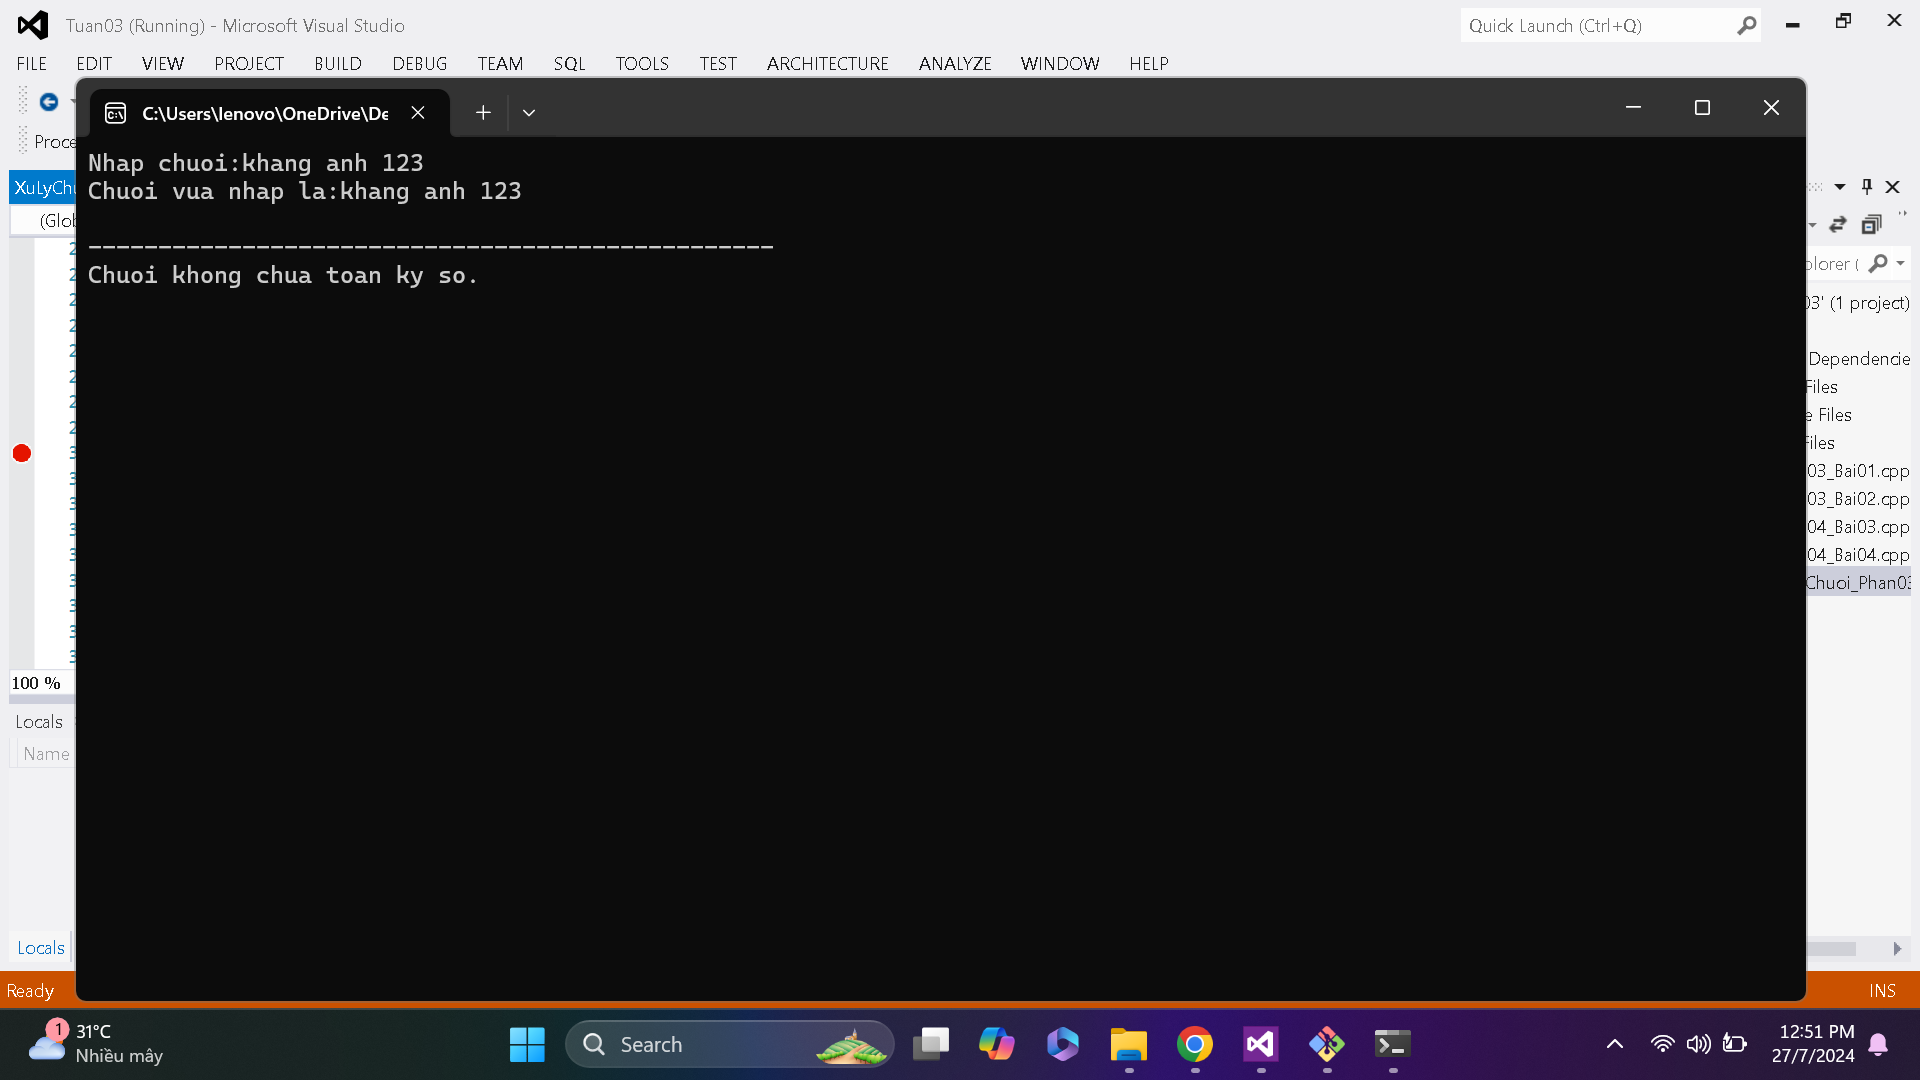 Tuan03 (Running) - Microsoft Visual Studio
Quick Launch (Ctrl+Q)
FILE EDIT VIEW PROJECT BUILD DEBUG TEAM SQL TOOLS TEST ARCHITECTURE ANALYZE WINDOW HELP
C:\Users\lenovo\OneDrive\De
Proce
Nhap chuoi:khang anh 123
Chuoi vua nhap la:khang anh 123
-------------------------------------------------
Chuoi khong chua toan ky so.
XuLyChu
(Glob
100 %
Locals
Name
Locals
plorer (
03' (1 project)
Dependencie
Files
e Files
Files
03_Bai01.cpp
03_Bai02.cpp
04_Bai03.cpp
04_Bai04.cpp
Chuoi_Phan03
Ready
INS
1
31°C
Nhiều mây
Search
12:51 PM
27/7/2024